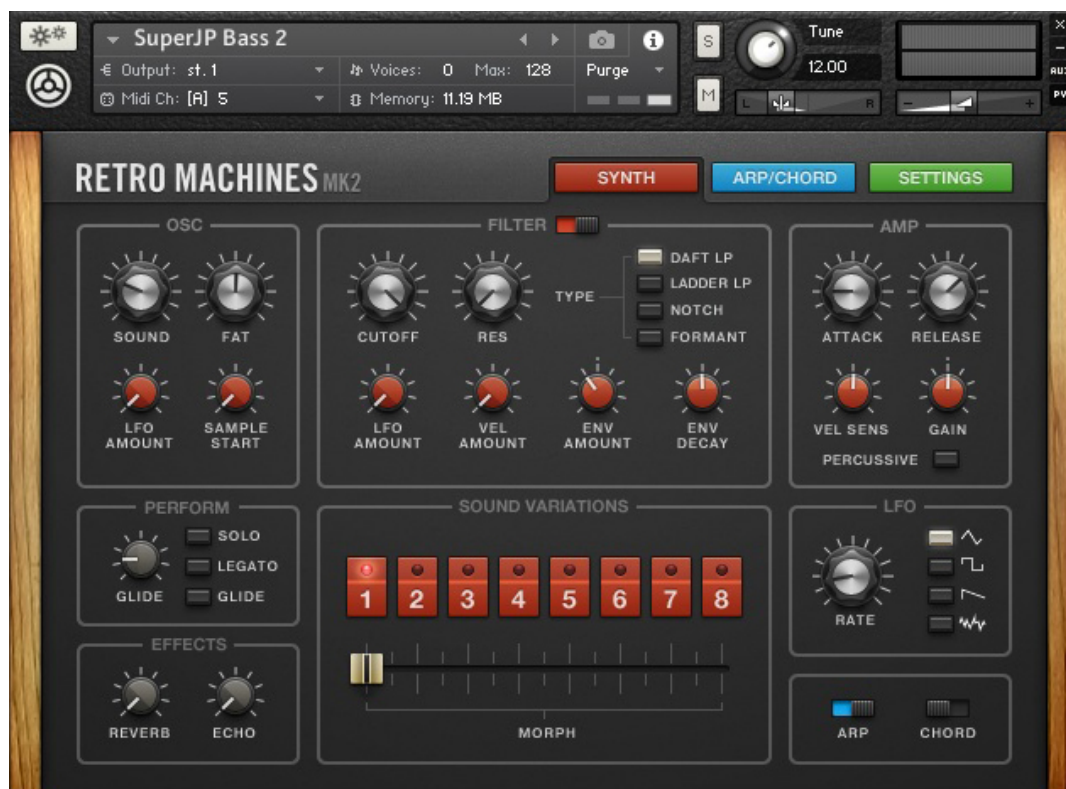 SuperJP Bass 2
Output: st. 1
Voices: 0 Max: 128
Purge
Midi Ch: [A] 5
Memory: 11.19 MB
S
M
Tune
12.00
L
R
-
+
AUX
PV
RETRO MACHINES MK2
SYNTH
ARP/CHORD
SETTINGS
OSC
SOUND
FAT
LFO AMOUNT
SAMPLE START
FILTER
CUTOFF
RES
TYPE
DAFT LP
LADDER LP
NOTCH
FORMANT
LFO AMOUNT
VEL AMOUNT
ENV AMOUNT
ENV DECAY
AMP
ATTACK
RELEASE
VEL SENS
GAIN
PERCUSSIVE
PERFORM
GLIDE
SOLO
LEGATO
GLIDE
EFFECTS
REVERB
ECHO
SOUND VARIATIONS
1 2 3 4 5 6 7 8
MORPH
LFO
RATE
ARP
CHORD